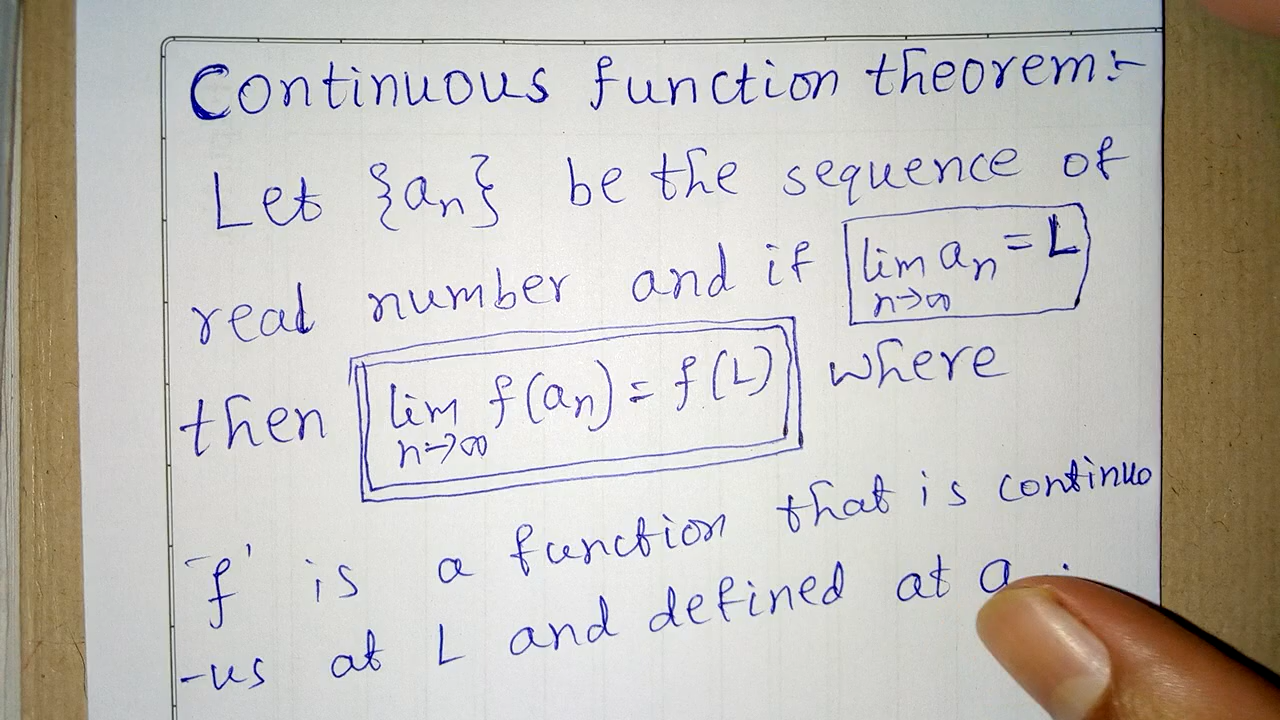 Continuous function theorem:-
Let {aₙ} be the sequence of
real number and if lim aₙ = L
n→∞
then lim f(aₙ) = f(L) where
n→∞
'f' is a function that is continuo
-us at L and defined at a